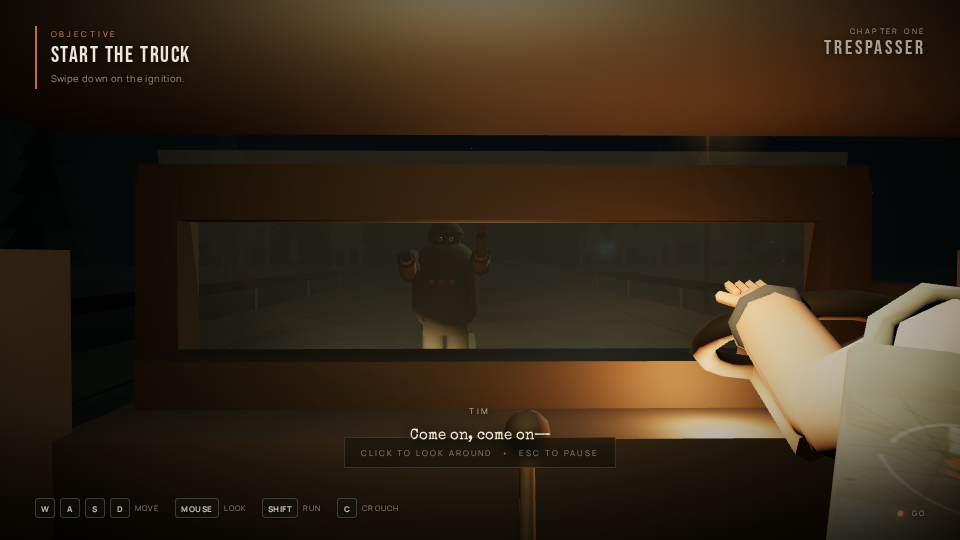 OBJECTIVE
START THE TRUCK
Swipe down on the ignition.
CHAPTER ONE
TRESPASSER
TIM
Come on, come on—
CLICK TO LOOK AROUND • ESC TO PAUSE
W A S D MOVE MOUSE LOOK SHIFT RUN C CROUCH
GO